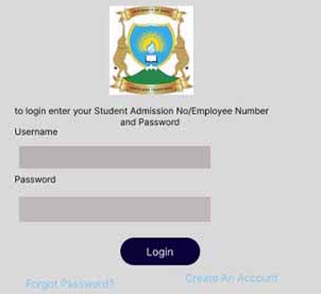 to login enter your Student Admission No/Employee Number
and Password
Username
Password
Login
Forgot Password?
Create An Account